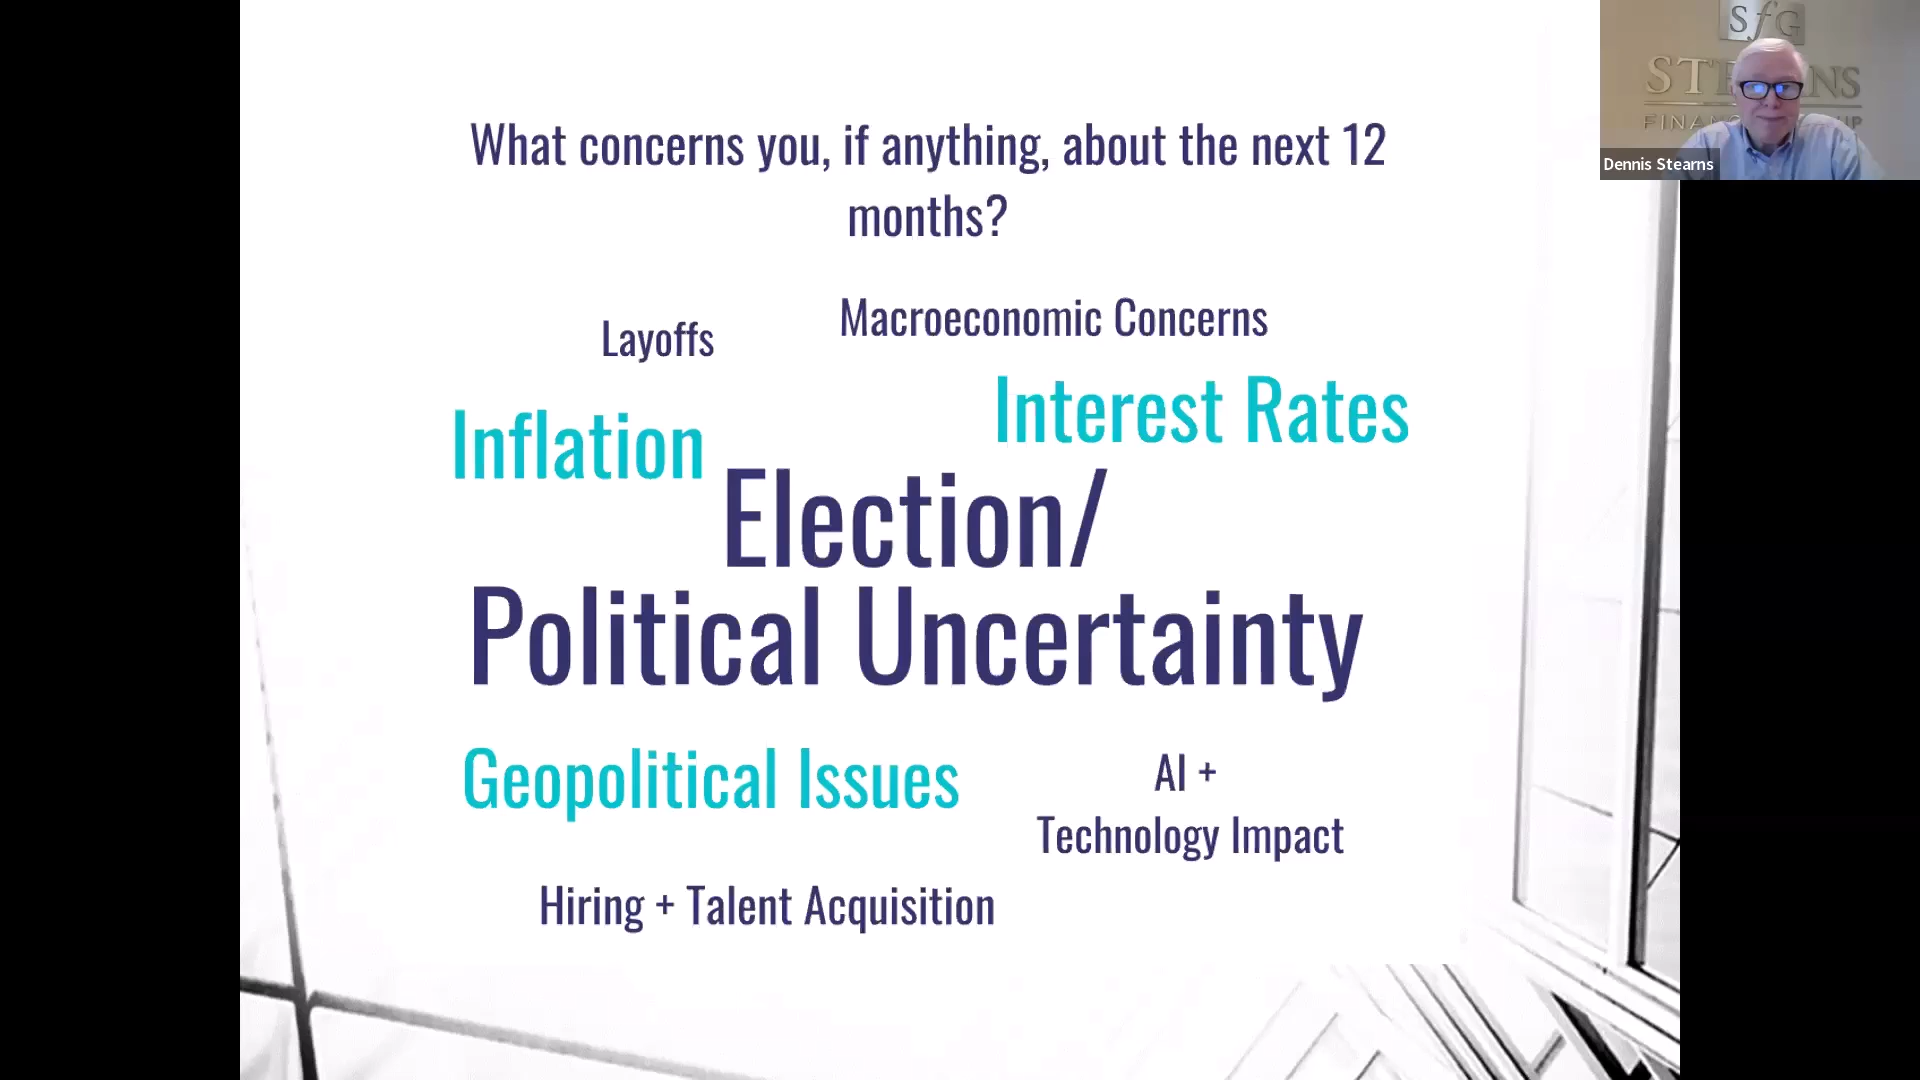 What concerns you, if anything, about the next 12
months?
Layoffs
Macroeconomic Concerns
Inflation
Interest Rates
Election/
Political Uncertainty
Geopolitical Issues
AI +
Technology Impact
Hiring + Talent Acquisition
SfG
Dennis Stearns